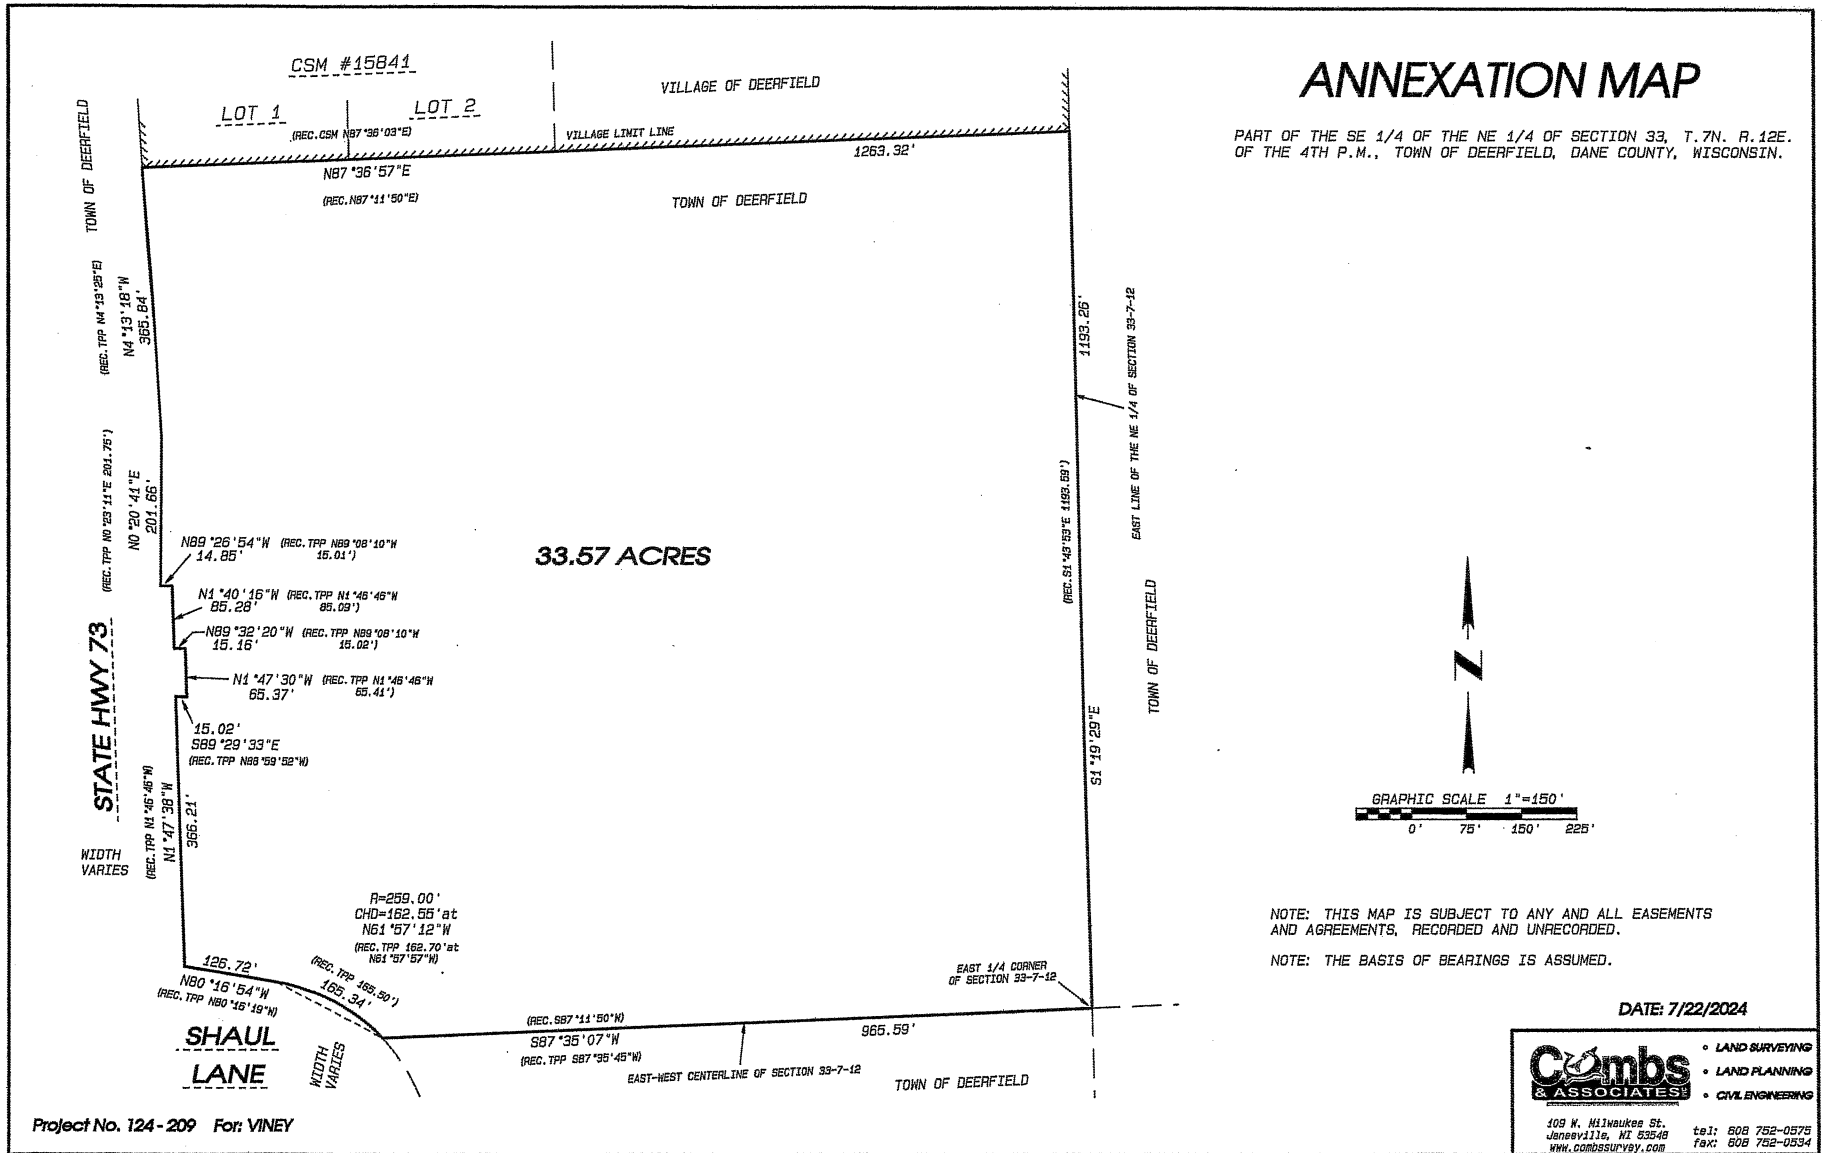 ANNEXATION MAP
PART OF THE SE 1/4 OF THE NE 1/4 OF SECTION 33, T.7N. R.12E.
OF THE 4TH P.M., TOWN OF DEERFIELD, DANE COUNTY, WISCONSIN.
CSM #15841
LOT 1
LOT 2
(REC.CSM N87°36'03"E)
VILLAGE OF DEERFIELD
VILLAGE LIMIT LINE
1263.32'
N87°36'57"E
(REC.N87°11'50"E)
TOWN OF DEERFIELD
TOWN OF DEERFIELD
(REC.TPP N4°13'25"E)
N4°13'18"W
365.84'
(REC.TPP N0°23'11"E 201.75')
N0°20'41"E
201.66'
N89°26'54"W (REC.TPP N89°08'10"W
14.85' 15.01')
N1°40'16"W (REC.TPP N1°46'46"W
85.28' 85.09')
N89°32'20"W (REC.TPP N89°08'10"W
15.16' 15.02')
N1°47'30"W (REC.TPP N1°46'46"W
65.37' 65.41')
15.02'
S89°29'33"E
(REC.TPP N88°59'52"W)
STATE HWY 73
WIDTH
VARIES
(REC.TPP N1°46'46"W)
N1°47'38"W
366.21'
33.57 ACRES
1193.26'
EAST LINE OF THE NE 1/4 OF SECTION 33-7-12
(REC.S1°43'53"E 1193.59')
S1°19'29"E
TOWN OF DEERFIELD
R=259.00'
CHD=162.55'at
N61°57'12"W
(REC.TPP 162.70'at
N61°57'57"W)
126.72'
N80°16'54"W
(REC.TPP N80°16'19"W)
(REC.TPP 165.50')
165.34'
SHAUL
LANE
WIDTH
VARIES
EAST 1/4 CORNER
OF SECTION 33-7-12
(REC.S87°11'50"W)
S87°35'07"W
(REC.TPP S87°35'45"W)
965.59'
EAST-WEST CENTERLINE OF SECTION 33-7-12
TOWN OF DEERFIELD
N
GRAPHIC SCALE 1"=150'
0' 75' 150' 225'
NOTE: THIS MAP IS SUBJECT TO ANY AND ALL EASEMENTS
AND AGREEMENTS, RECORDED AND UNRECORDED.
NOTE: THE BASIS OF BEARINGS IS ASSUMED.
DATE: 7/22/2024
Combs
& ASSOCIATES
• LAND SURVEYING
• LAND PLANNING
• CIVIL ENGINEERING
109 W. Milwaukee St.
Janesville, WI 53548
www.combssurvey.com
tel: 608 752-0575
fax: 608 752-0534
Project No. 124-209 For: VINEY